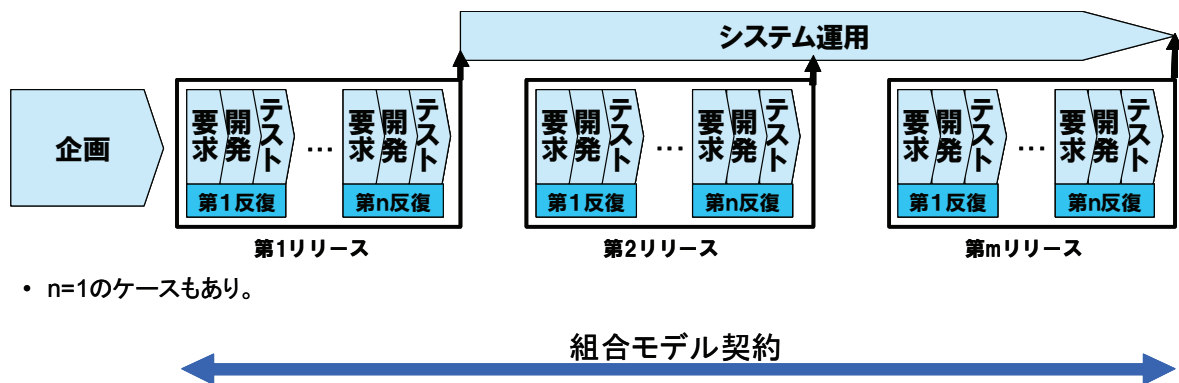 システム運用
企画
要求 開発 テスト … 要求 開発 テスト
第1反復 第n反復
第1リリース
要求 開発 テスト … 要求 開発 テスト
第1反復 第n反復
第2リリース
要求 開発 テスト … 要求 開発 テスト
第1反復 第n反復
第mリリース
• n=1のケースもあり。
組合モデル契約